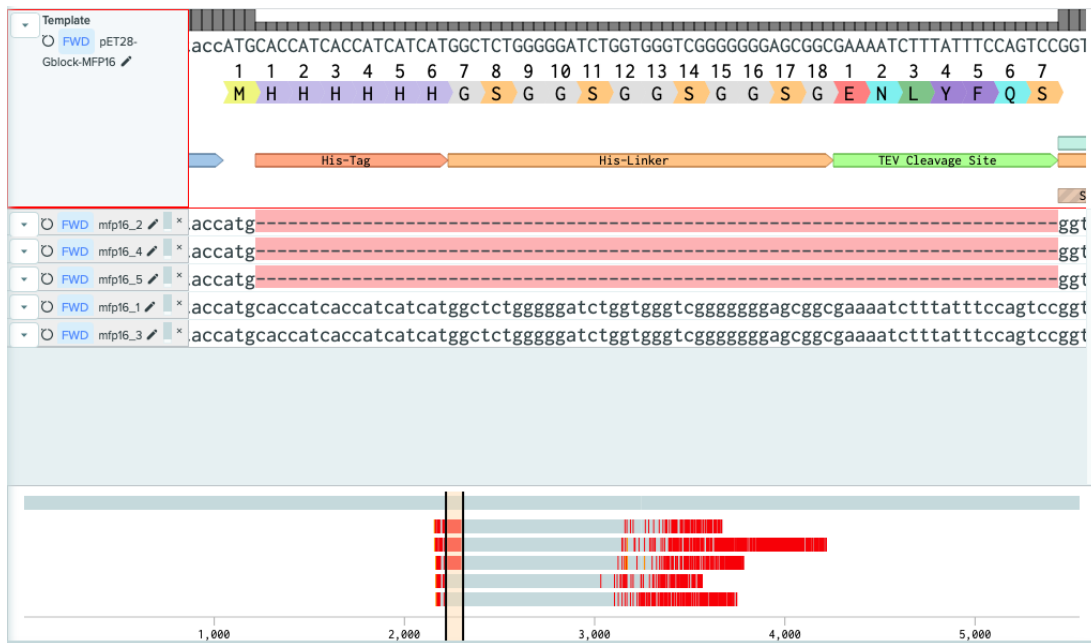 Template
FWD pET28-
Gblock-MFP16
.accATGCACCATCACCATCATCATGGCTCTGGGGGATCTGGTGGGTCGGGGGGGAGCGGCGAAAATCTTTATTTCCAGTCCGGT
1 1 2 3 4 5 6 7 8 9 10 11 12 13 14 15 16 17 18 1 2 3 4 5 6 7
M H H H H H H G S G G S G G S G G S G E N L Y F Q S
His-Tag His-Linker TEV Cleavage Site
S
FWD mfp16_2 × .accatg---------------------------------------------------------------------------ggt
FWD mfp16_4 × .accatg---------------------------------------------------------------------------ggt
FWD mfp16_5 × .accatg---------------------------------------------------------------------------ggt
FWD mfp16_1 × .accatgcaccatcaccatcatcatggctctgggggatctggtgggtcgggggggagcggcgaaaatctttatttccagtccggt
FWD mfp16_3 × .accatgcaccatcaccatcatcatggctctgggggatctggtgggtcgggggggagcggcgaaaatctttatttccagtccggt
1,000 2,000 3,000 4,000 5,000